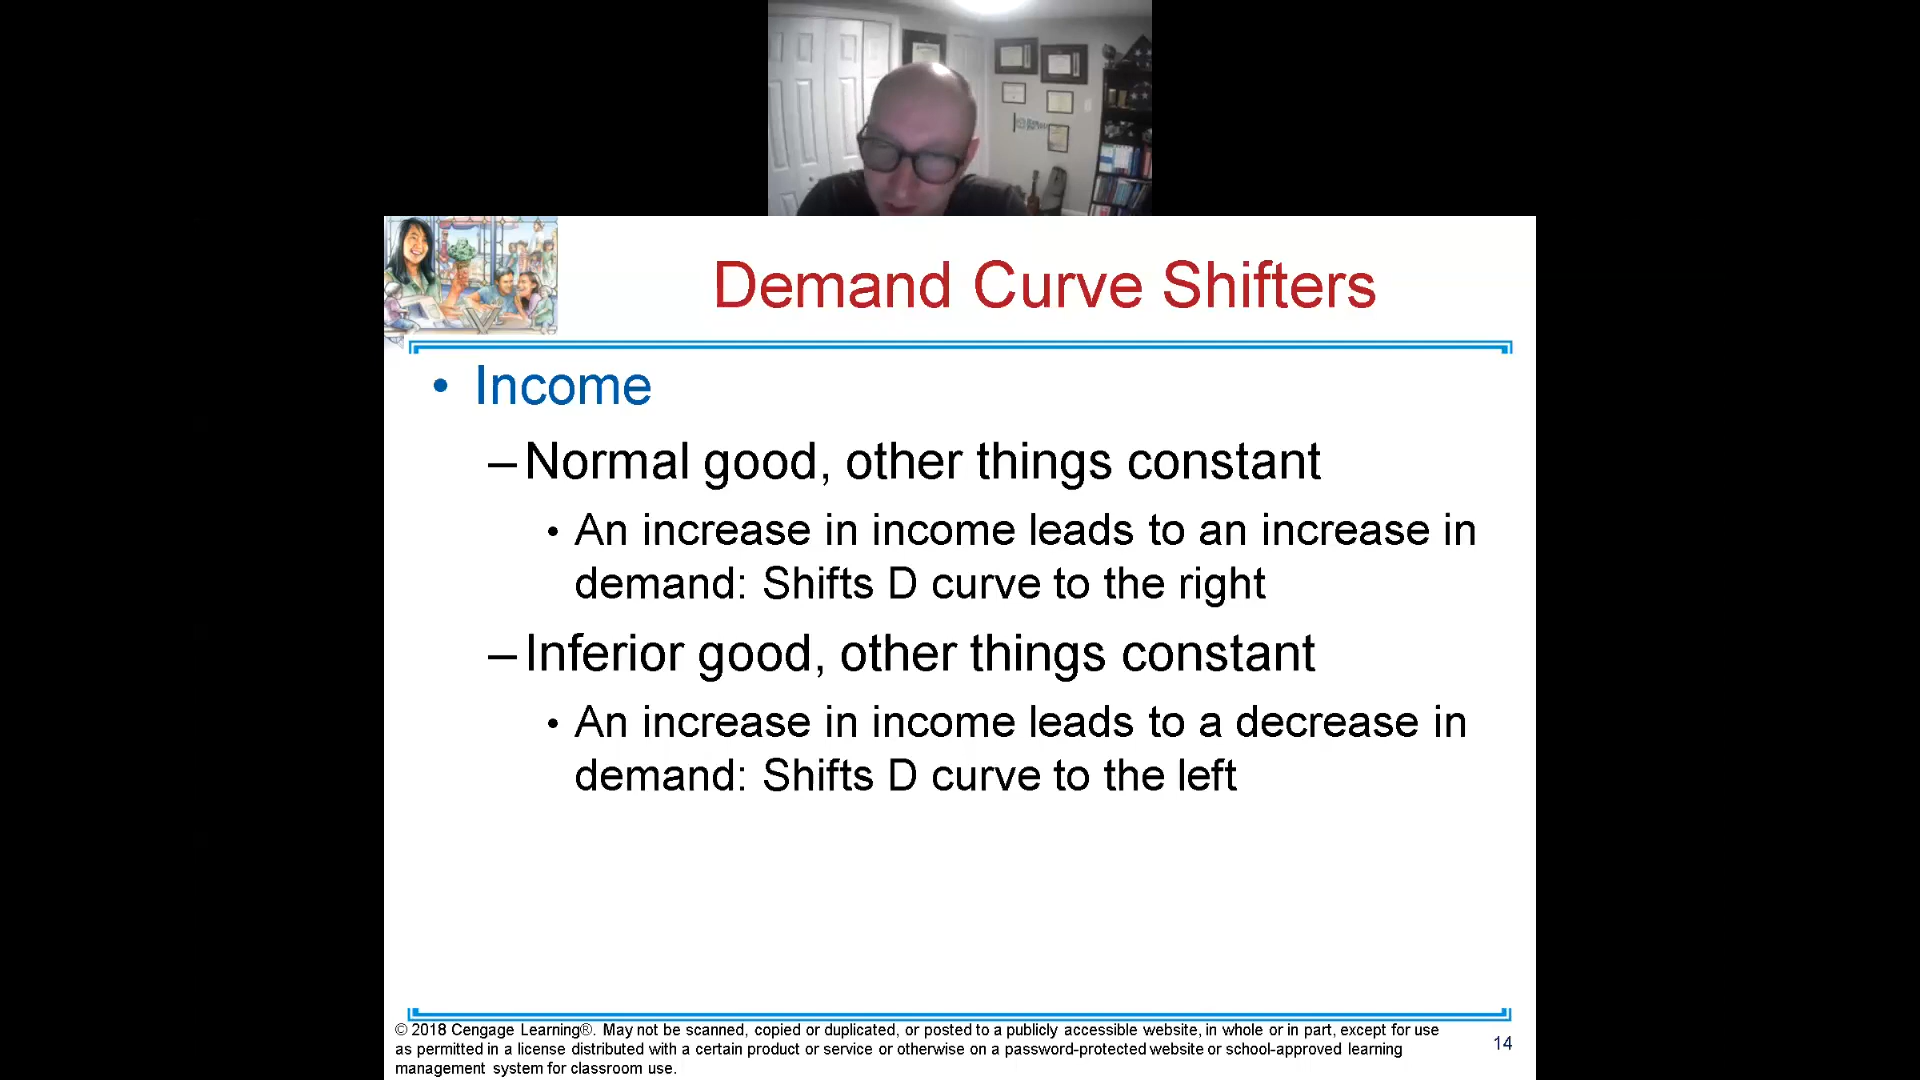 Demand Curve Shifters
• Income
– Normal good, other things constant
• An increase in income leads to an increase in
demand: Shifts D curve to the right
– Inferior good, other things constant
• An increase in income leads to a decrease in
demand: Shifts D curve to the left
© 2018 Cengage Learning®. May not be scanned, copied or duplicated, or posted to a publicly accessible website, in whole or in part, except for use
as permitted in a license distributed with a certain product or service or otherwise on a password-protected website or school-approved learning
management system for classroom use.
14